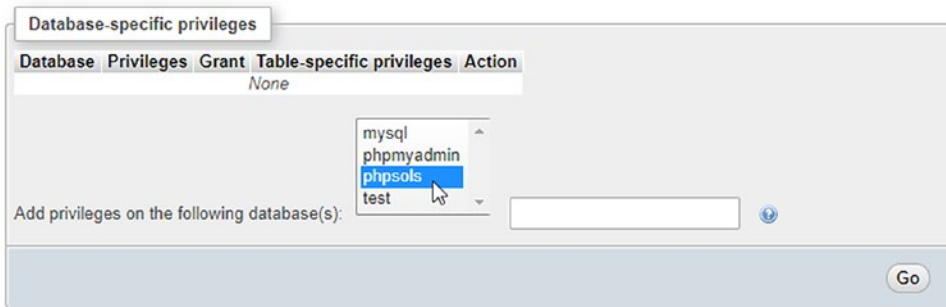 Database-specific privileges
Database Privileges Grant Table-specific privileges Action
None
mysql
phpmyadmin
phpsols
test
Add privileges on the following database(s):
Go